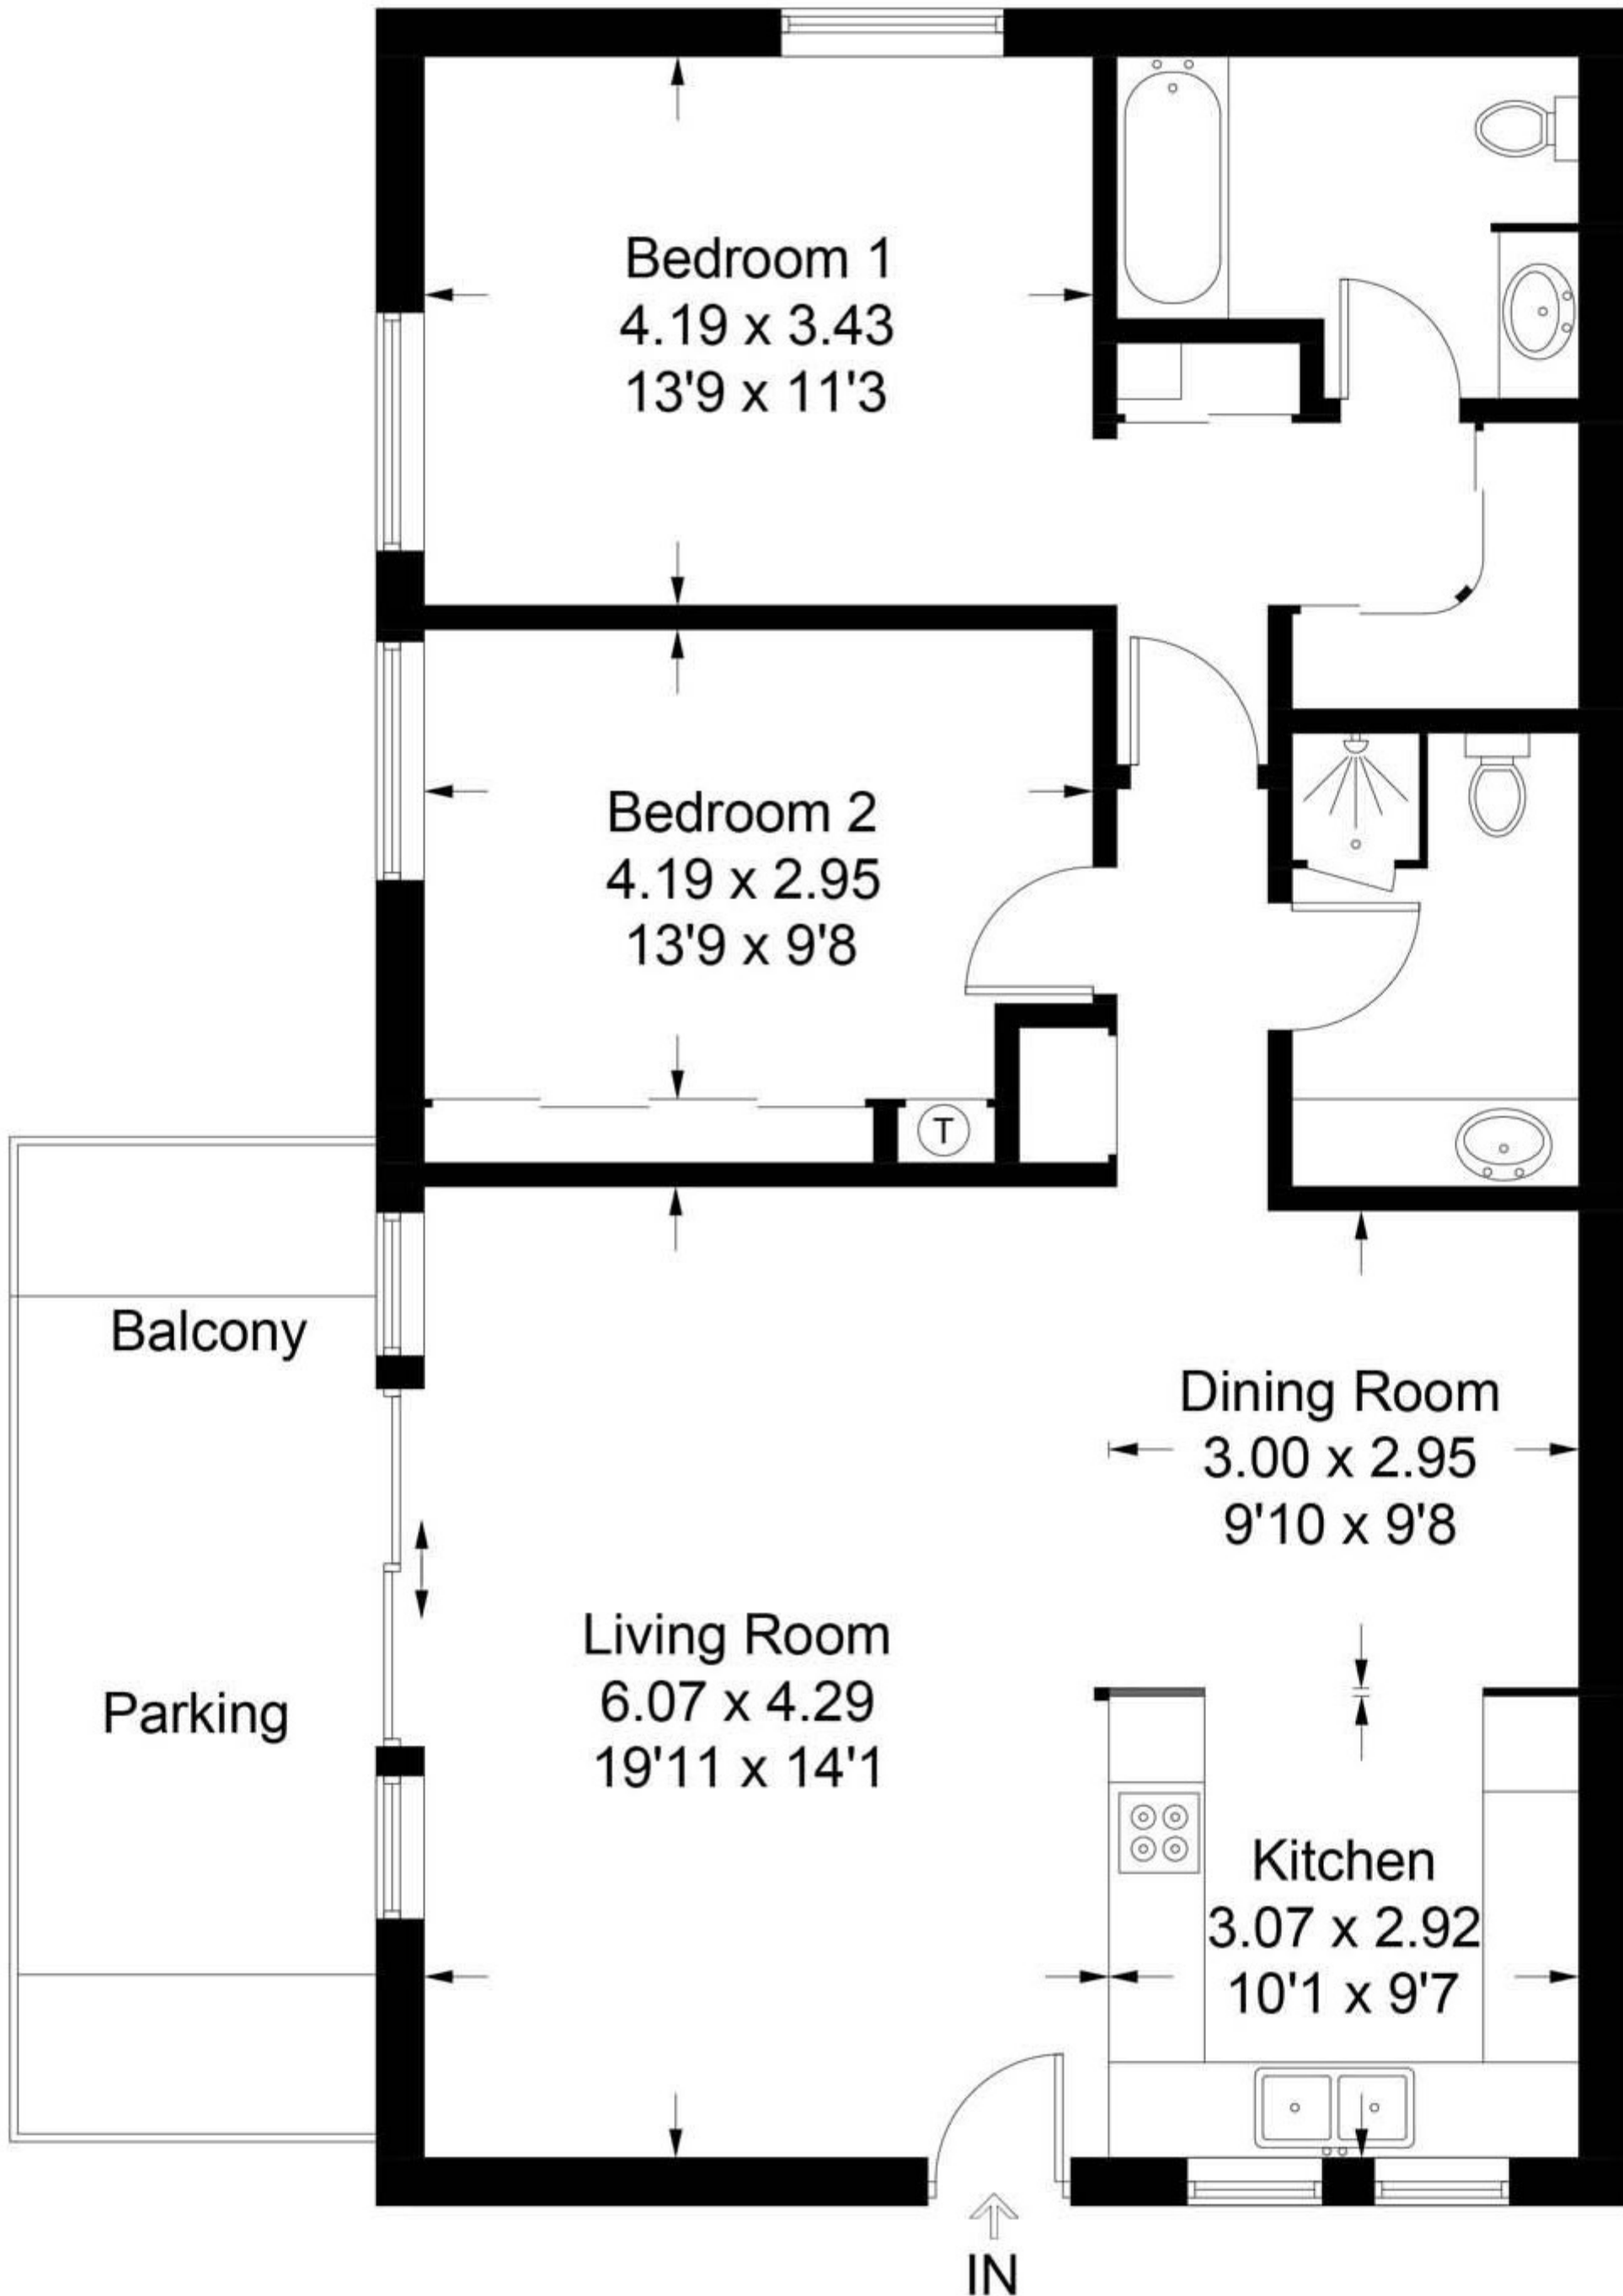 Bedroom 1
4.19 x 3.43
13'9 x 11'3
Bedroom 2
4.19 x 2.95
13'9 x 9'8
T
Balcony
Dining Room
3.00 x 2.95
9'10 x 9'8
Living Room
6.07 x 4.29
19'11 x 14'1
Parking
Kitchen
3.07 x 2.92
10'1 x 9'7
IN